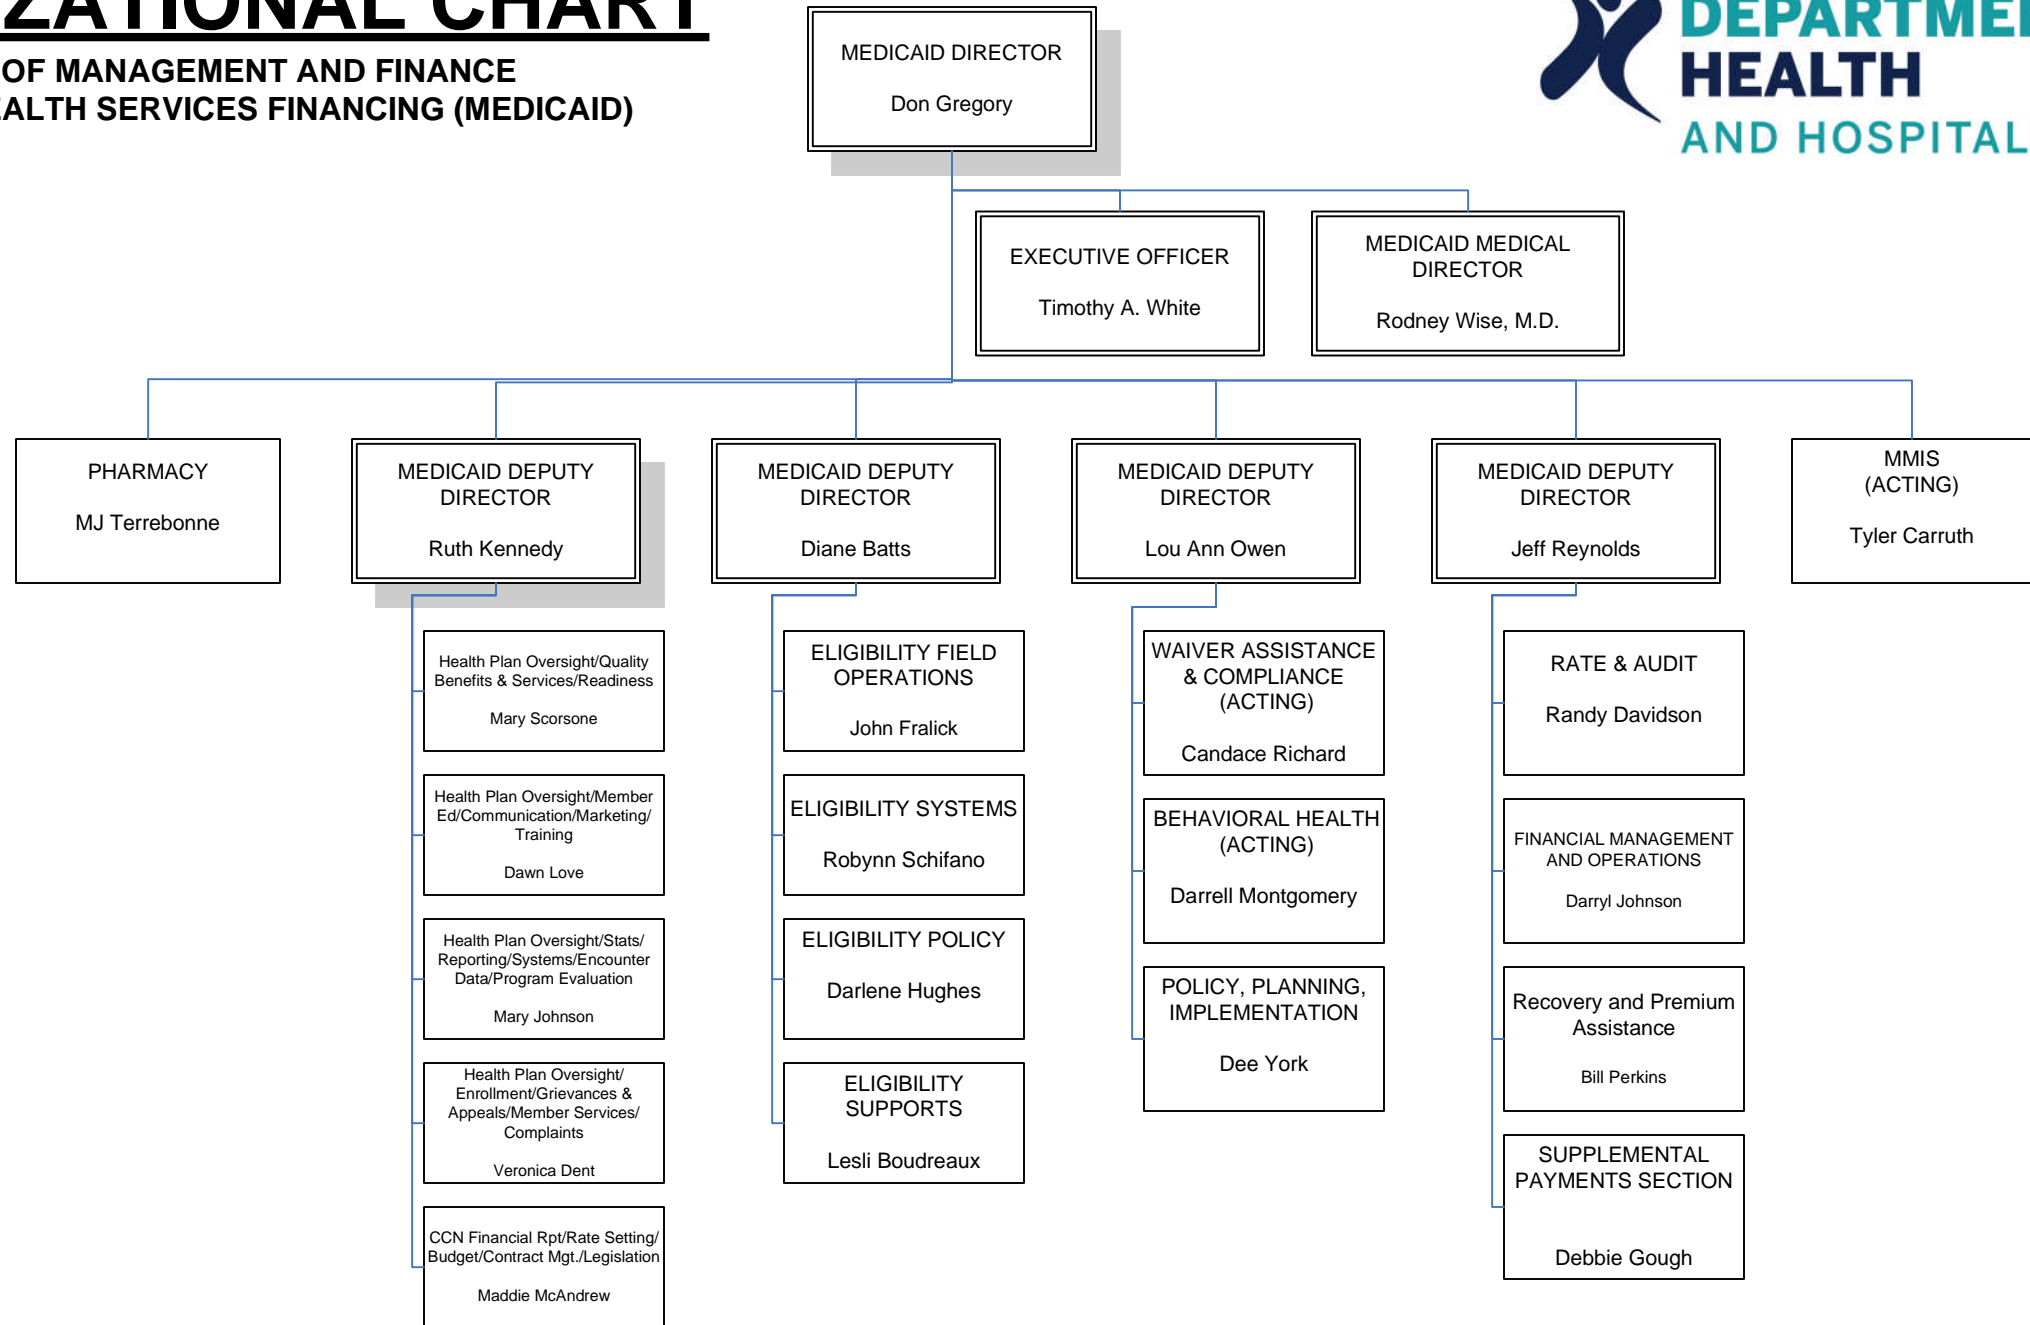 ZATIONAL CHART
OF MANAGEMENT AND FINANCE
EALTH SERVICES FINANCING (MEDICAID)
DEPARTME
HEALTH
AND HOSPITAL
MEDICAID DIRECTOR
Don Gregory
EXECUTIVE OFFICER
Timothy A. White
MEDICAID MEDICAL
DIRECTOR
Rodney Wise, M.D.
PHARMACY
MJ Terrebonne
MEDICAID DEPUTY
DIRECTOR
Ruth Kennedy
MEDICAID DEPUTY
DIRECTOR
Diane Batts
MEDICAID DEPUTY
DIRECTOR
Lou Ann Owen
MEDICAID DEPUTY
DIRECTOR
Jeff Reynolds
MMIS
(ACTING)
Tyler Carruth
Health Plan Oversight/Quality
Benefits & Services/Readiness
Mary Scorsone
Health Plan Oversight/Member
Ed/Communication/Marketing/
Training
Dawn Love
Health Plan Oversight/Stats/
Reporting/Systems/Encounter
Data/Program Evaluation
Mary Johnson
Health Plan Oversight/
Enrollment/Grievances &
Appeals/Member Services/
Complaints
Veronica Dent
CCN Financial Rpt/Rate Setting/
Budget/Contract Mgt./Legislation
Maddie McAndrew
ELIGIBILITY FIELD
OPERATIONS
John Fralick
ELIGIBILITY SYSTEMS
Robynn Schifano
ELIGIBILITY POLICY
Darlene Hughes
ELIGIBILITY
SUPPORTS
Lesli Boudreaux
WAIVER ASSISTANCE
& COMPLIANCE
(ACTING)
Candace Richard
BEHAVIORAL HEALTH
(ACTING)
Darrell Montgomery
POLICY, PLANNING,
IMPLEMENTATION
Dee York
RATE & AUDIT
Randy Davidson
FINANCIAL MANAGEMENT
AND OPERATIONS
Darryl Johnson
Recovery and Premium
Assistance
Bill Perkins
SUPPLEMENTAL
PAYMENTS SECTION
Debbie Gough